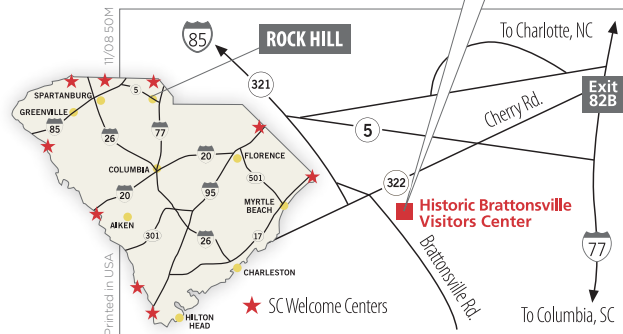 11/08 50M
Printed in USA
85
ROCK HILL
To Charlotte, NC
321
Exit
82B
Cherry Rd.
5
322
Historic Brattonsville
Visitors Center
Brattonsville Rd.
77
To Columbia, SC
SPARTANBURG
5
GREENVILLE
85
26
77
COLUMBIA
20
FLORENCE
501
95
20
MYRTLE
BEACH
AIKEN
301
26
17
CHARLESTON
HILTON
HEAD
SC Welcome Centers